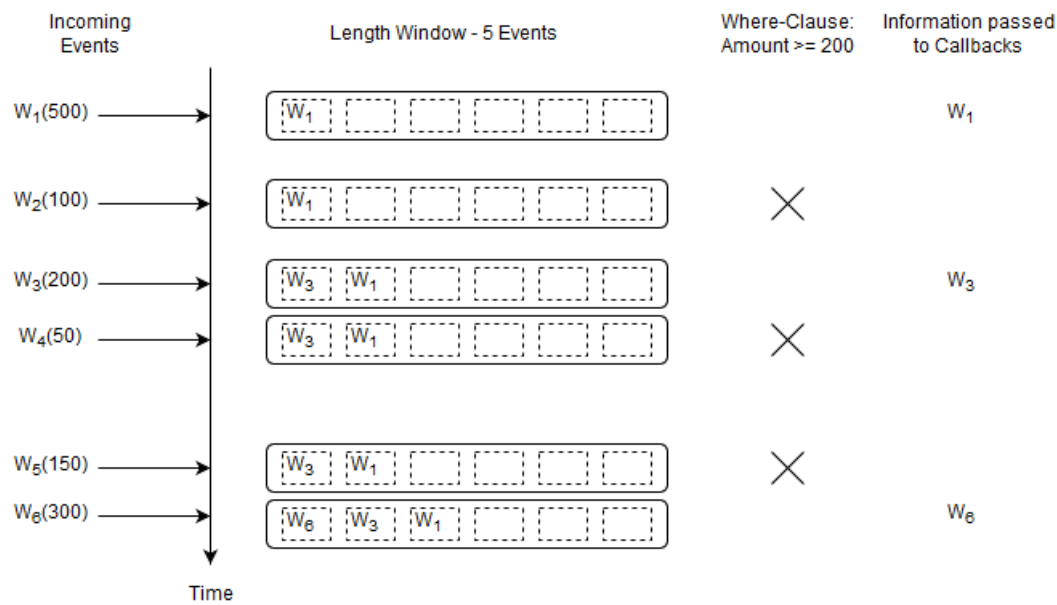 Incoming
Events
Length Window - 5 Events
Where-Clause:
Amount >= 200
Information passed
to Callbacks
W₁(500)
W₁
W₁
W₂(100)
W₁
W₃(200)
W₃ W₁
W₃
W₄(50)
W₃ W₁
W₅(150)
W₃ W₁
W₆(300)
W₆ W₃ W₁
W₆
Time